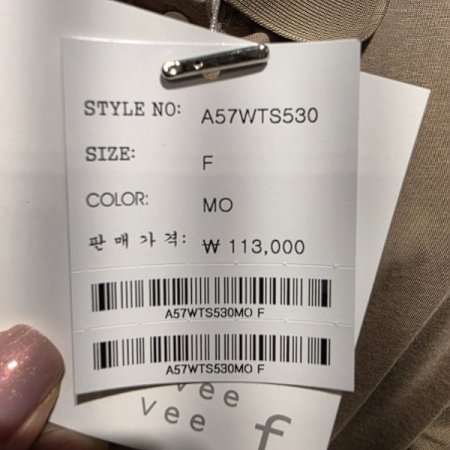 STYLE NO: A57WTS530
SIZE: F
COLOR: MO
판매가격: ₩ 113,000
A57WTS530MO F
A57WTS530MO F
vee
vee f